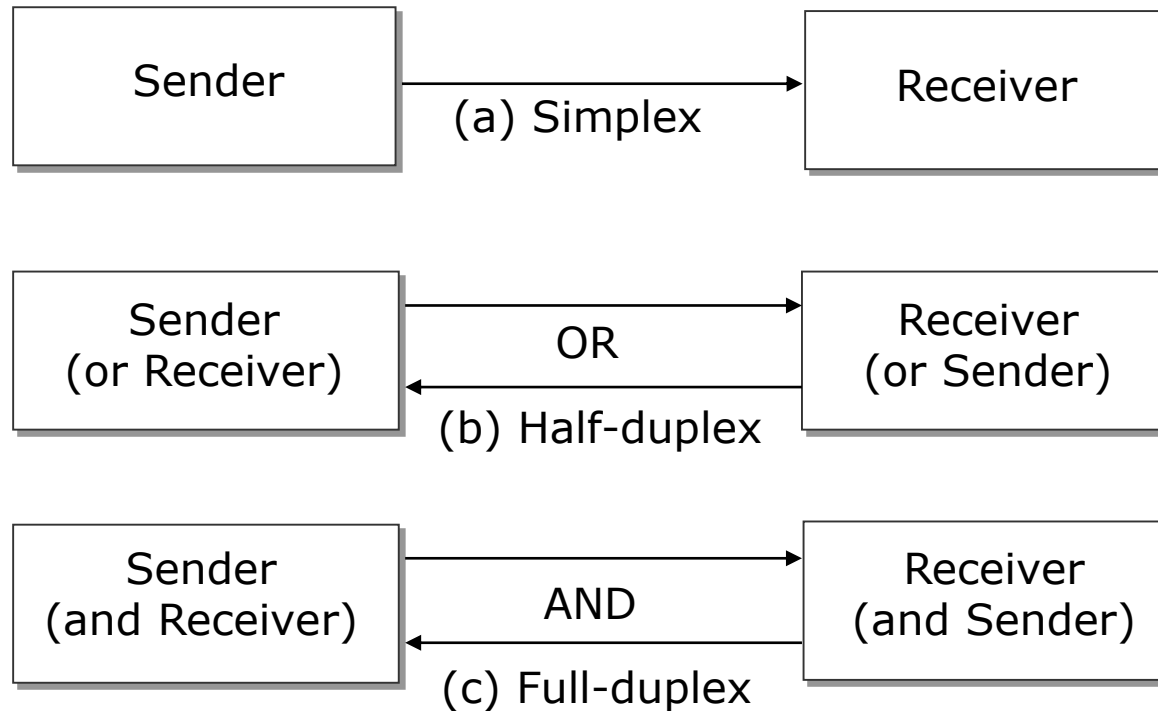 Sender
Receiver
(a) Simplex
Sender
(or Receiver)
OR
Receiver
(or Sender)
(b) Half-duplex
Sender
(and Receiver)
AND
Receiver
(and Sender)
(c) Full-duplex